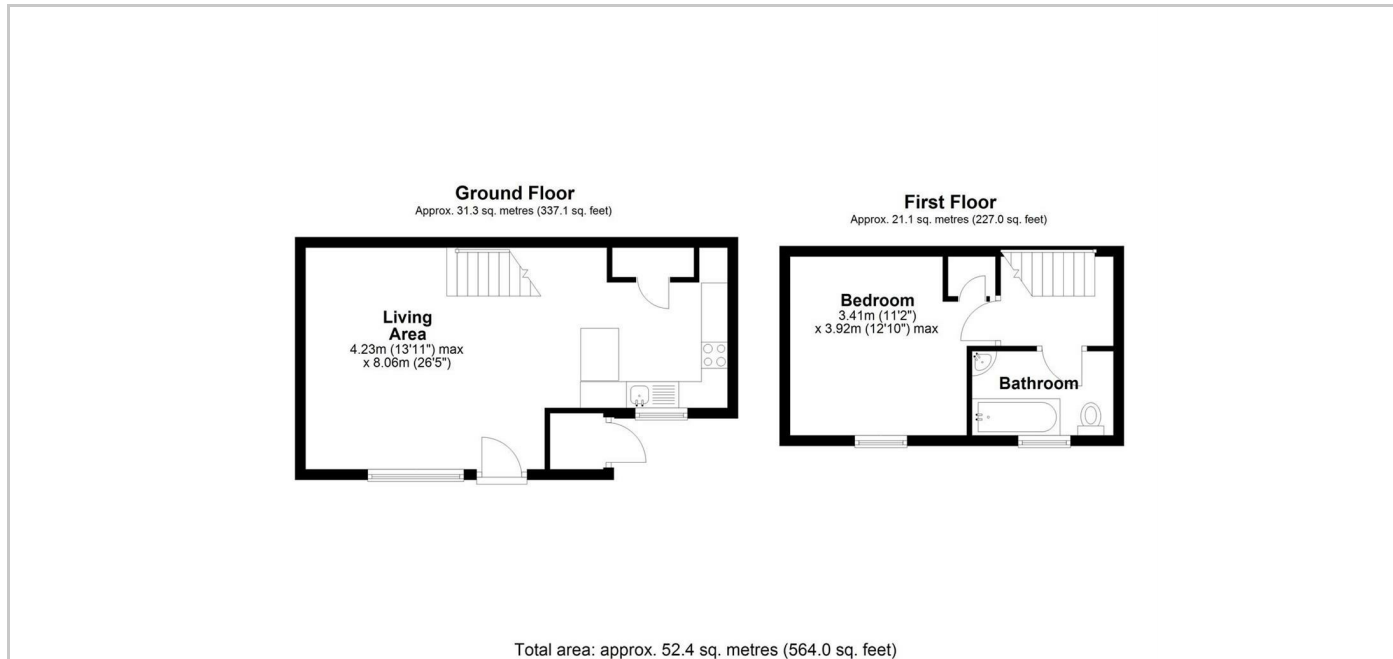 Ground Floor
Approx. 31.3 sq. metres (337.1 sq. feet)
Living
Area
4.23m (13'11") max
x 8.06m (26'5")
First Floor
Approx. 21.1 sq. metres (227.0 sq. feet)
Bedroom
3.41m (11'2")
x 3.92m (12'10") max
Bathroom
Total area: approx. 52.4 sq. metres (564.0 sq. feet)